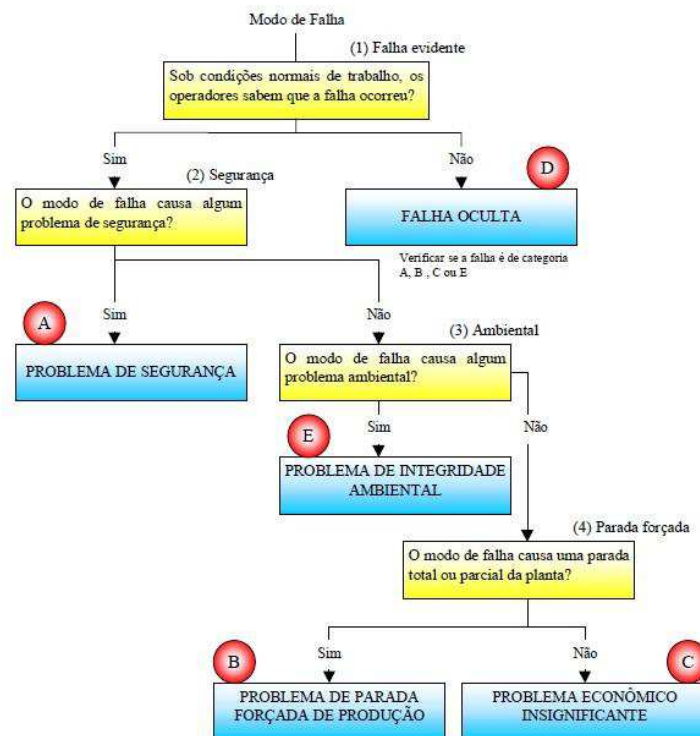 Modo de Falha
(1) Falha evidente
Sob condições normais de trabalho, os
operadores sabem que a falha ocorreu?
Sim
Não
(2) Segurança
D
O modo de falha causa algum
problema de segurança?
FALHA OCULTA
Verificar se a falha é de categoria
A, B , C ou E
A
Sim
Não
(3) Ambiental
PROBLEMA DE SEGURANÇA
O modo de falha causa algum
problema ambiental?
E
Sim
Não
PROBLEMA DE INTEGRIDADE
AMBIENTAL
(4) Parada forçada
O modo de falha causa uma parada
total ou parcial da planta?
B
Sim
Não
C
PROBLEMA DE PARADA
FORÇADA DE PRODUÇÃO
PROBLEMA ECONÔMICO
INSIGNIFICANTE